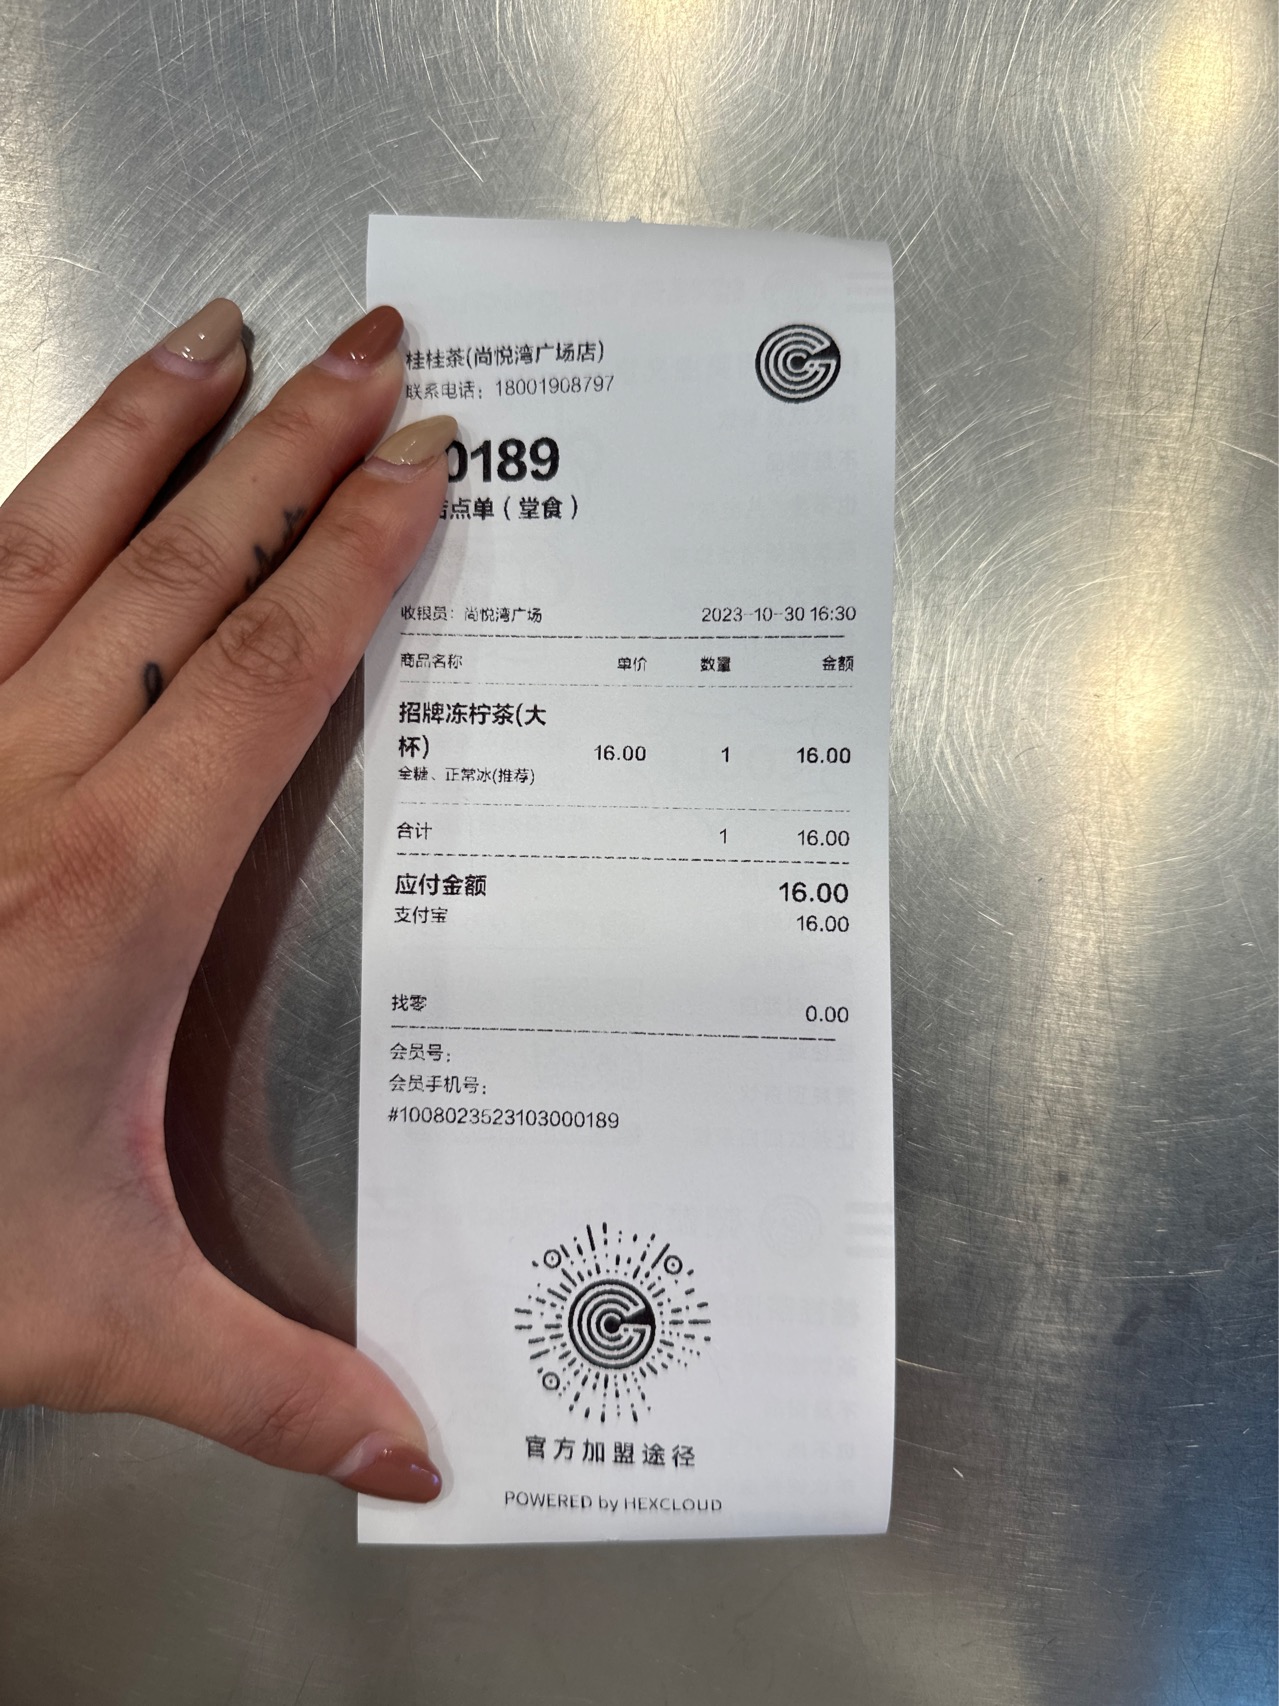 桂桂茶(尚悦湾广场店)
联系电话：18001908797
0189
点单（堂食）
收银员：尚悦湾广场 2023-10-30 16:30
商品名称 单价 数量 金额
招牌冻柠茶(大
杯) 16.00 1 16.00
全糖、正常冰(推荐)
合计 1 16.00
应付金额 16.00
支付宝 16.00
找零 0.00
会员号：
会员手机号：
#1008023523103000189
官方加盟途径
POWERED by HEXCLOUD